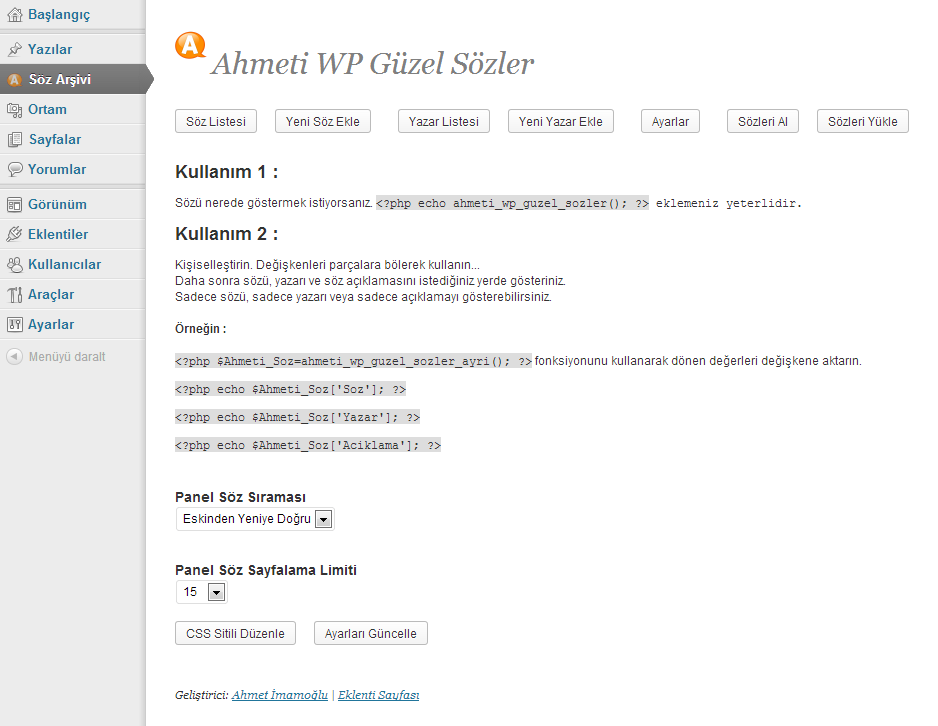 Başlangıç
Yazılar
Söz Arşivi
Ortam
Sayfalar
Yorumlar
Görünüm
Eklentiler
Kullanıcılar
Araçlar
Ayarlar
Menüyü daralt
A
Ahmeti WP Güzel Sözler
Söz Listesi Yeni Söz Ekle Yazar Listesi Yeni Yazar Ekle Ayarlar Sözleri Al Sözleri Yükle
Kullanım 1 :
Sözü nerede göstermek istiyorsanız. <?php echo ahmeti_wp_guzel_sozler(); ?> eklemeniz yeterlidir.
Kullanım 2 :
Kişiselleştirin. Değişkenleri parçalara bölerek kullanın...
Daha sonra sözü, yazarı ve söz açıklamasını istediğiniz yerde gösteriniz.
Sadece sözü, sadece yazarı veya sadece açıklamayı gösterebilirsiniz.
Örneğin :
<?php $Ahmeti_Soz=ahmeti_wp_guzel_sozler_ayri(); ?> fonksiyonunu kullanarak dönen değerleri değişkene aktarın.
<?php echo $Ahmeti_Soz['Soz']; ?>
<?php echo $Ahmeti_Soz['Yazar']; ?>
<?php echo $Ahmeti_Soz['Aciklama']; ?>
Panel Söz Sıraması
Eskinden Yeniye Doğru
Panel Söz Sayfalama Limiti
15
CSS Sitili Düzenle Ayarları Güncelle
Geliştirici: Ahmet İmamoğlu | Eklenti Sayfası